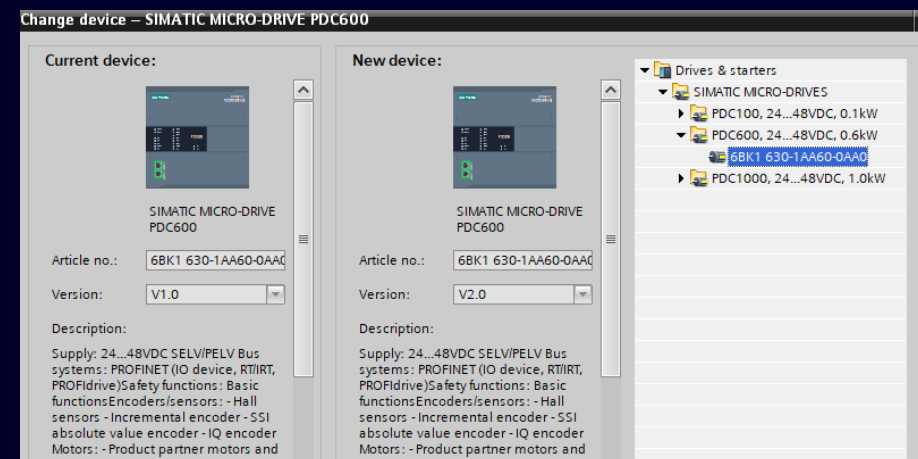 Change device – SIMATIC MICRO-DRIVE PDC600
Current device:
SIMATIC MICRO-DRIVE
PDC600
Article no.: 6BK1 630-1AA60-0AA0
Version: V1.0
Description:
Supply: 24...48VDC SELV/PELV Bus
systems: PROFINET (IO device, RT/IRT,
PROFIdrive)Safety functions: Basic
functionsEncoders/sensors: - Hall
sensors - Incremental encoder - SSI
absolute value encoder - IQ encoder
Motors: - Product partner motors and
New device:
SIMATIC MICRO-DRIVE
PDC600
Article no.: 6BK1 630-1AA60-0AA0
Version: V2.0
Description:
Supply: 24...48VDC SELV/PELV Bus
systems: PROFINET (IO device, RT/IRT,
PROFIdrive)Safety functions: Basic
functionsEncoders/sensors: - Hall
sensors - Incremental encoder - SSI
absolute value encoder - IQ encoder
Motors: - Product partner motors and
Drives & starters
SIMATIC MICRO-DRIVES
PDC100, 24...48VDC, 0.1kW
PDC600, 24...48VDC, 0.6kW
6BK1 630-1AA60-0AA0
PDC1000, 24...48VDC, 1.0kW